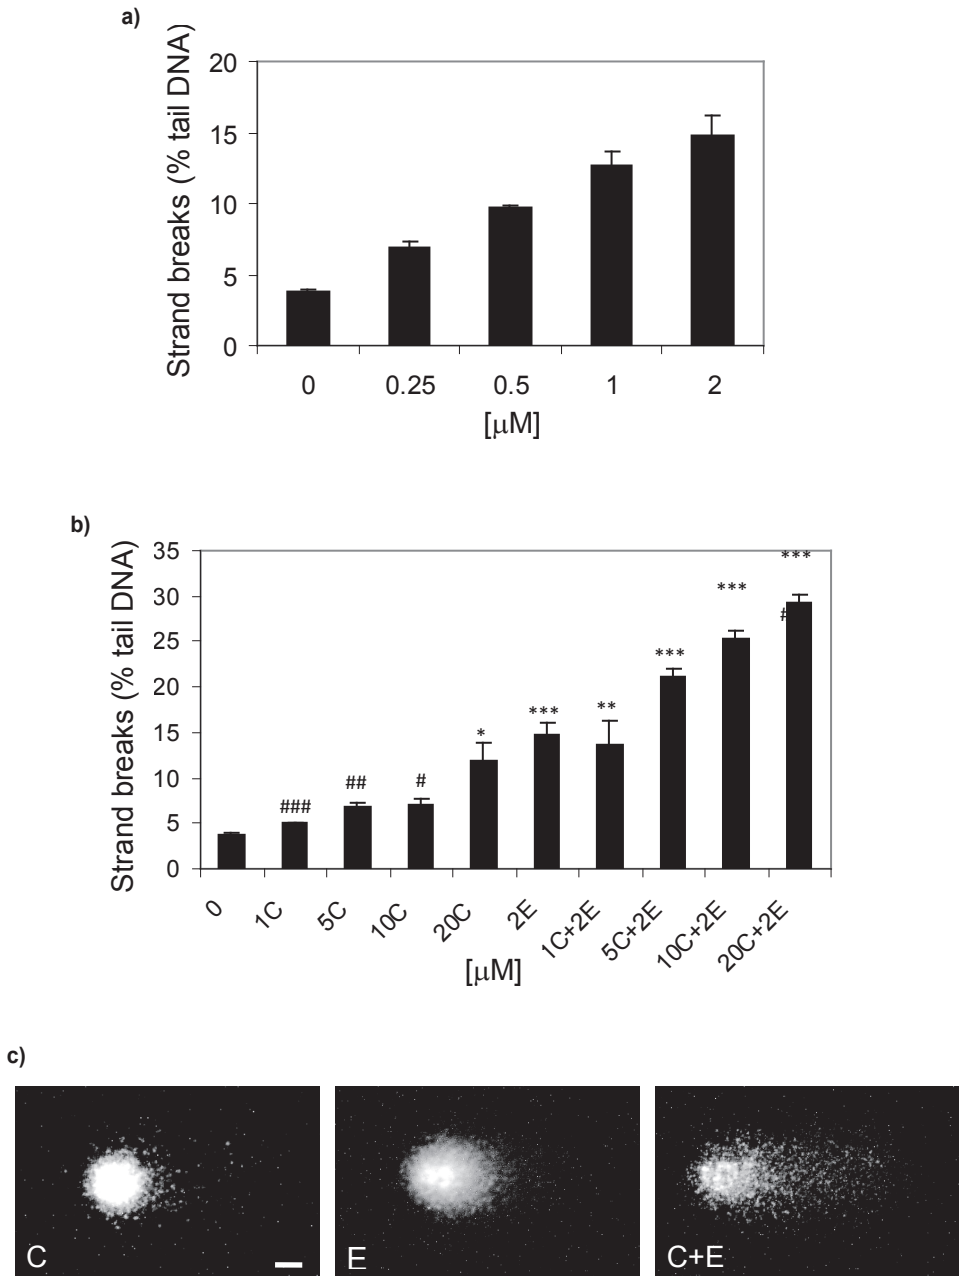 a)
Strand breaks (% tail DNA)
20
15
10
5
0
0 0.25 0.5 1 2
[μM]
b)
Strand breaks (% tail DNA)
35
30
25
20
15
10
5
0
###
##
#
*
***
**
***
***
***
#
0 1C 5C 10C 20C 2E 1C+2E 5C+2E 10C+2E 20C+2E
[μM]
c)
C
E
C+E